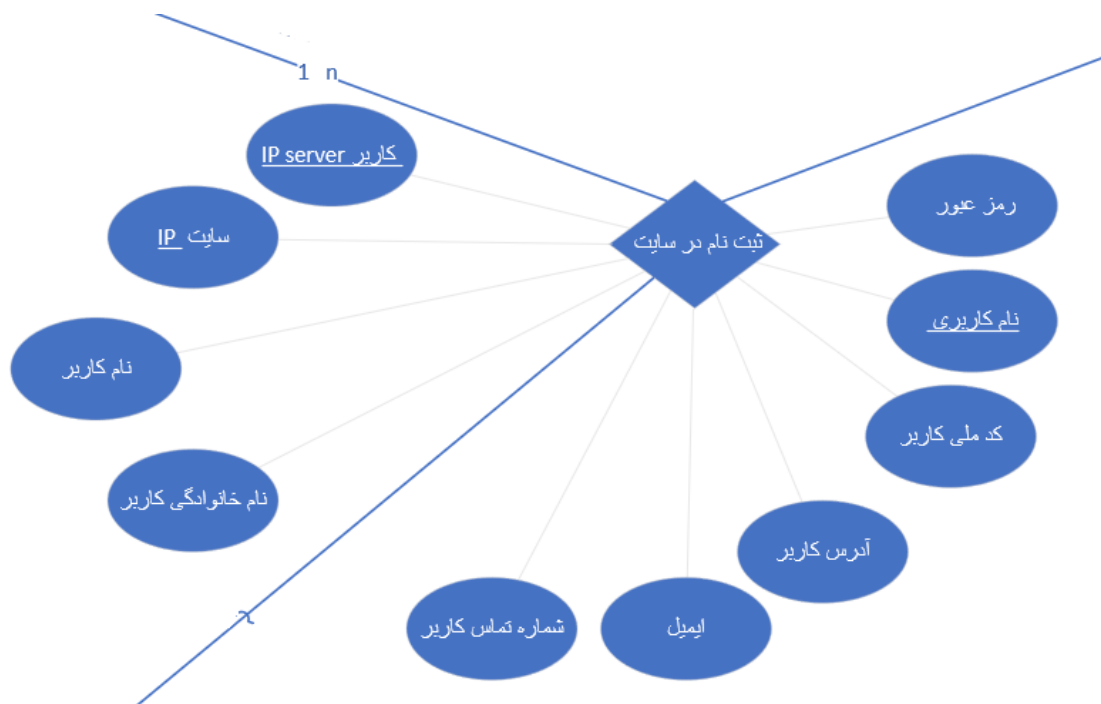 1 n
کاربر IP server
سایت IP
نام کاربر
نام خانوادگی کاربر
شماره تماس کاربر
ایمیل
آدرس کاربر
کد ملی کاربر
نام کاربری
رمز عبور
ثبت نام در سایت